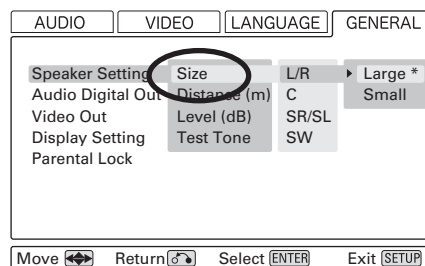 AUDIO VIDEO LANGUAGE GENERAL
Speaker Setting Size L/R Large *
Audio Digital Out Distance (m) C Small
Video Out Level (dB) SR/SL
Display Setting Test Tone SW
Parental Lock
Move Return Select ENTER Exit SETUP